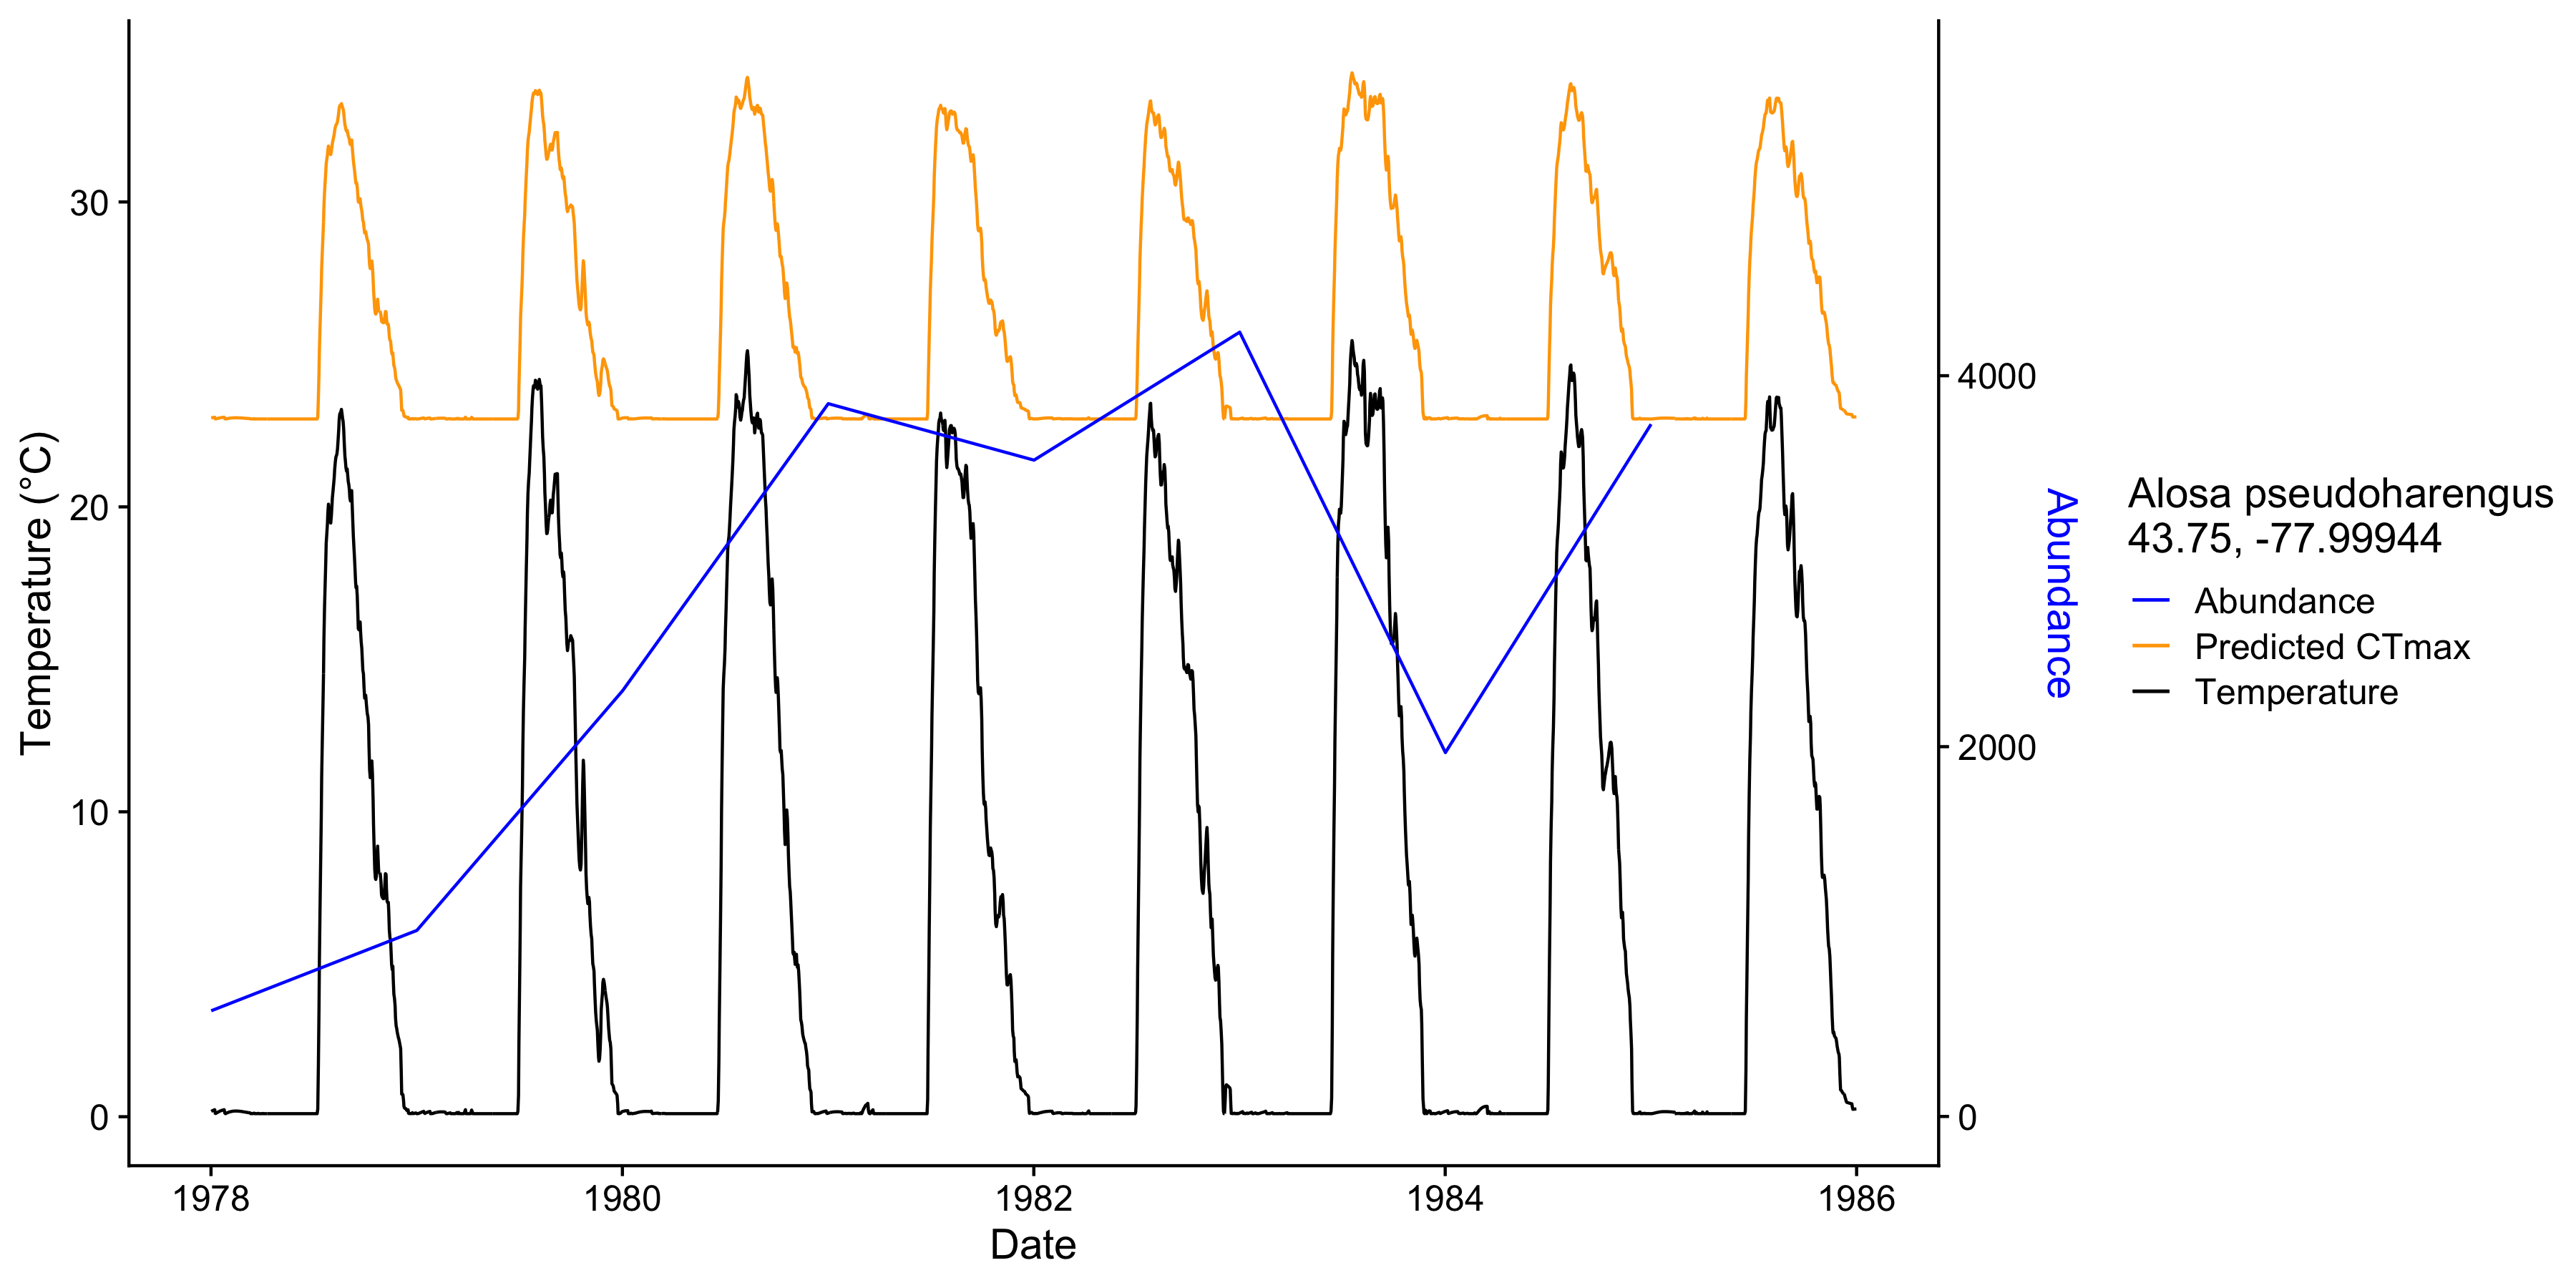 Temperature (°C)
30
20
10
0
1978
1980
1982
1984
1986
Date
4000
2000
0
Abundance
Alosa pseudoharengus
43.75, -77.99944
Abundance
Predicted CTmax
Temperature